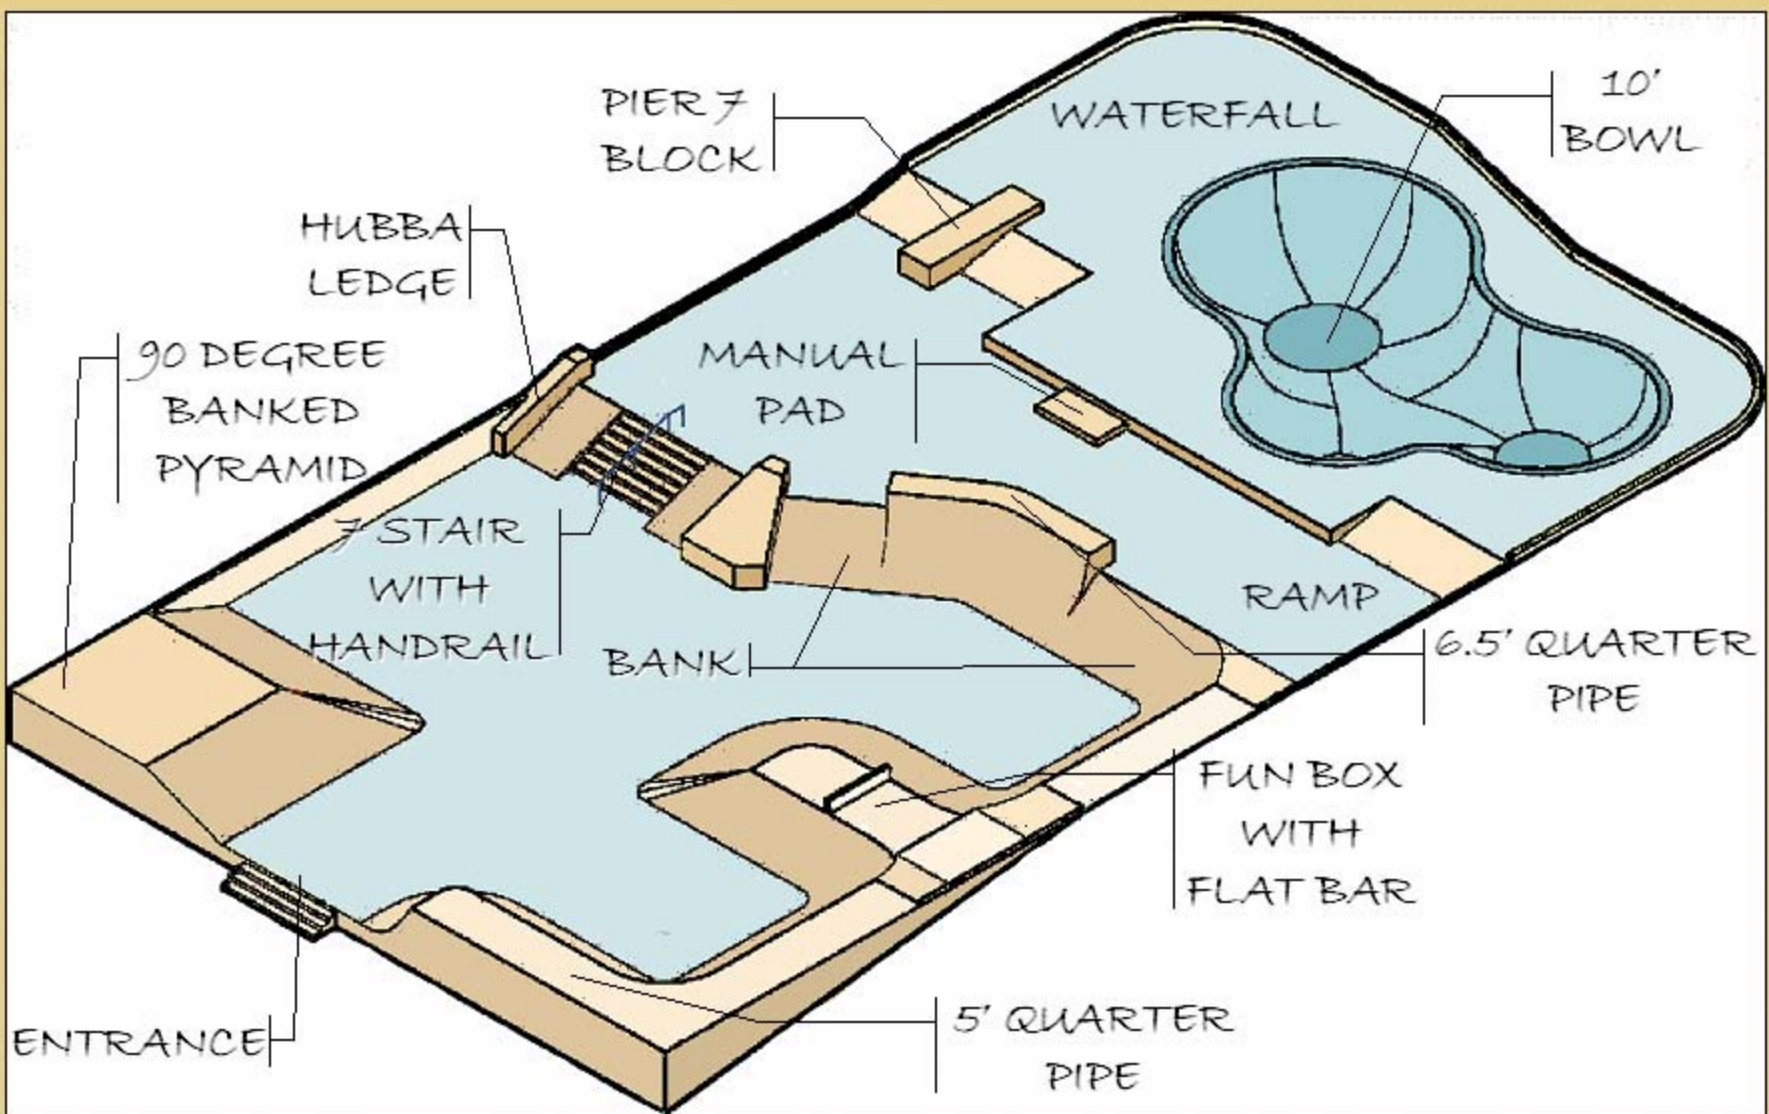 PIER 7
BLOCK
WATERFALL
10'
BOWL
HUBBA
LEDGE
90 DEGREE
BANKED
PYRAMID
MANUAL
PAD
7 STAIR
WITH
HANDRAIL
BANK
RAMP
6.5' QUARTER
PIPE
FUN BOX
WITH
FLAT BAR
ENTRANCE
5' QUARTER
PIPE